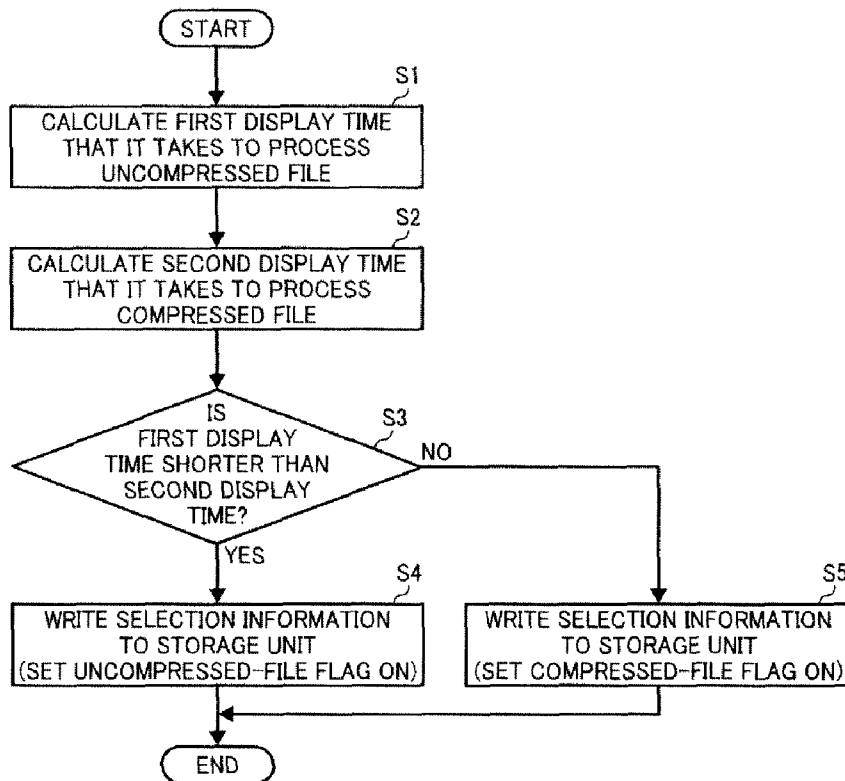 START
S1
CALCULATE FIRST DISPLAY TIME
THAT IT TAKES TO PROCESS
UNCOMPRESSED FILE
S2
CALCULATE SECOND DISPLAY TIME
THAT IT TAKES TO PROCESS
COMPRESSED FILE
S3
IS
FIRST DISPLAY
TIME SHORTER THAN
SECOND DISPLAY
TIME?
NO
YES
S4
WRITE SELECTION INFORMATION
TO STORAGE UNIT
(SET UNCOMPRESSED-FILE FLAG ON)
S5
WRITE SELECTION INFORMATION
TO STORAGE UNIT
(SET COMPRESSED-FILE FLAG ON)
END